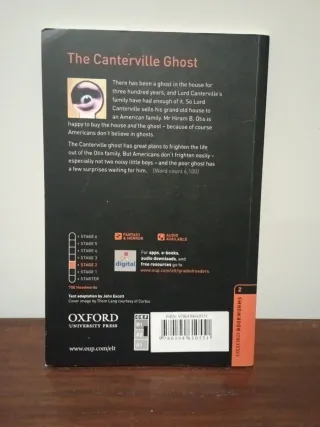 The Canterville Ghost
There has been a ghost in the house for
three hundred years, and Lord Canterville's
family have had enough of it. So Lord
Canterville sells his grand old house to
an American family. Mr Hiram B. Otis is
happy to buy the house and the ghost – because of course
Americans don't believe in ghosts.
The Canterville ghost has great plans to frighten the life
out of the Otis family. But Americans don't frighten easily –
especially not two noisy little boys – and the poor ghost has
a few surprises waiting for him. (Word count 6,100)
STAGE 6
STAGE 5
STAGE 4
STAGE 3
STAGE 2
STAGE 1
STARTER
700 Headwords
FANTASY
& HORROR
AUDIO
AVAILABLE
digital
For apps, e-books,
audio downloads, and
free resources go to
www.oup.com/elt/gradedreaders
Text adaptation by John Escott
OXFORD
UNIVERSITY PRESS
www.oup.com/elt
ISBN
2
OXFORD BOOKWORMS